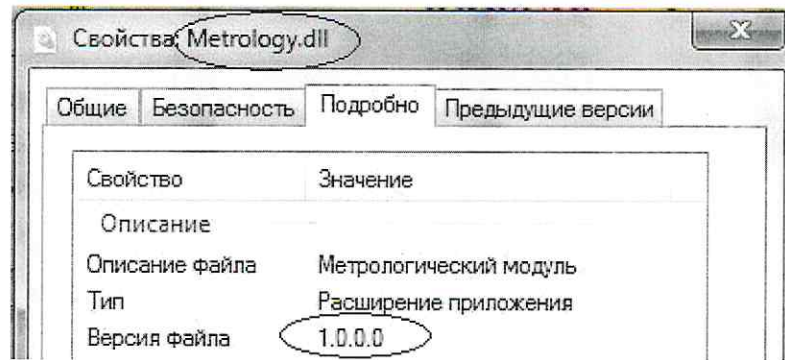 Свойства: Metrology.dll
Общие Безопасность Подробно Предыдущие версии
Свойство Значение
Описание
Описание файла Метрологический модуль
Тип Расширение приложения
Версия файла 1.0.0.0